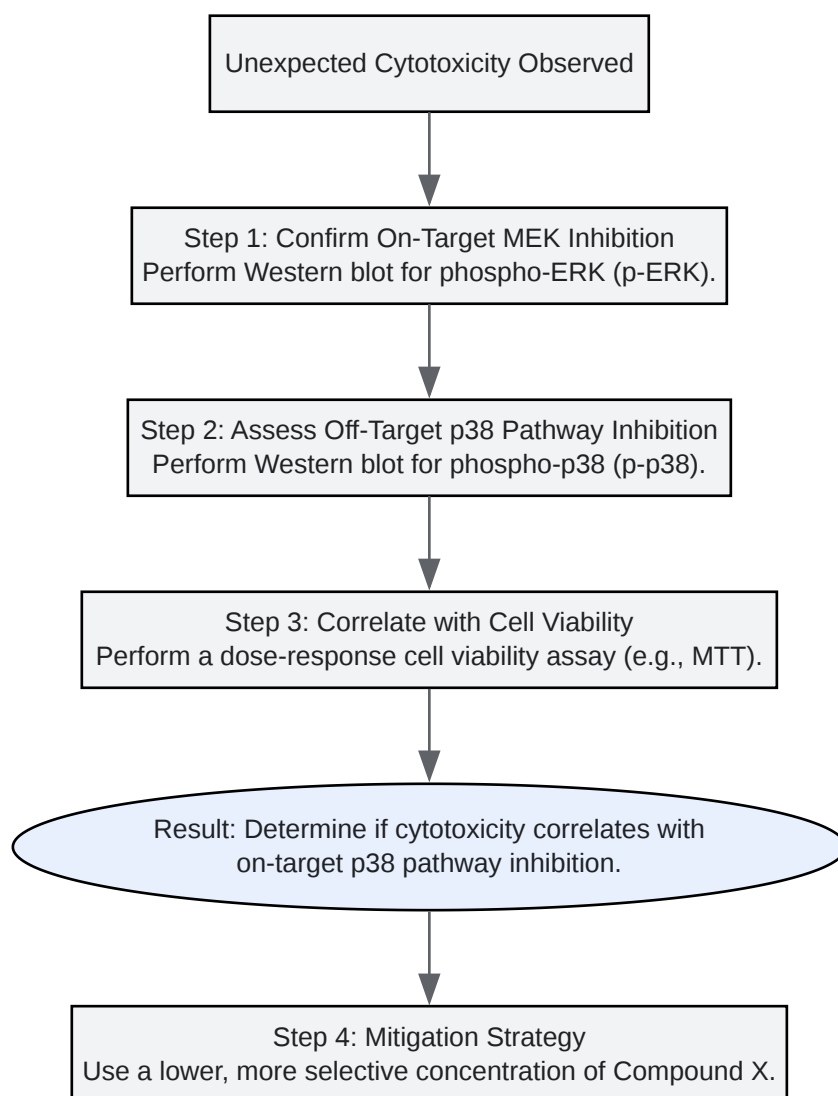 Unexpected Cytotoxicity Observed
Step 1: Confirm On-Target MEK Inhibition
Perform Western blot for phospho-ERK (p-ERK).
Step 2: Assess Off-Target p38 Pathway Inhibition
Perform Western blot for phospho-p38 (p-p38).
Step 3: Correlate with Cell Viability
Perform a dose-response cell viability assay (e.g., MTT).
Result: Determine if cytotoxicity correlates with
on-target p38 pathway inhibition.
Step 4: Mitigation Strategy
Use a lower, more selective concentration of Compound X.